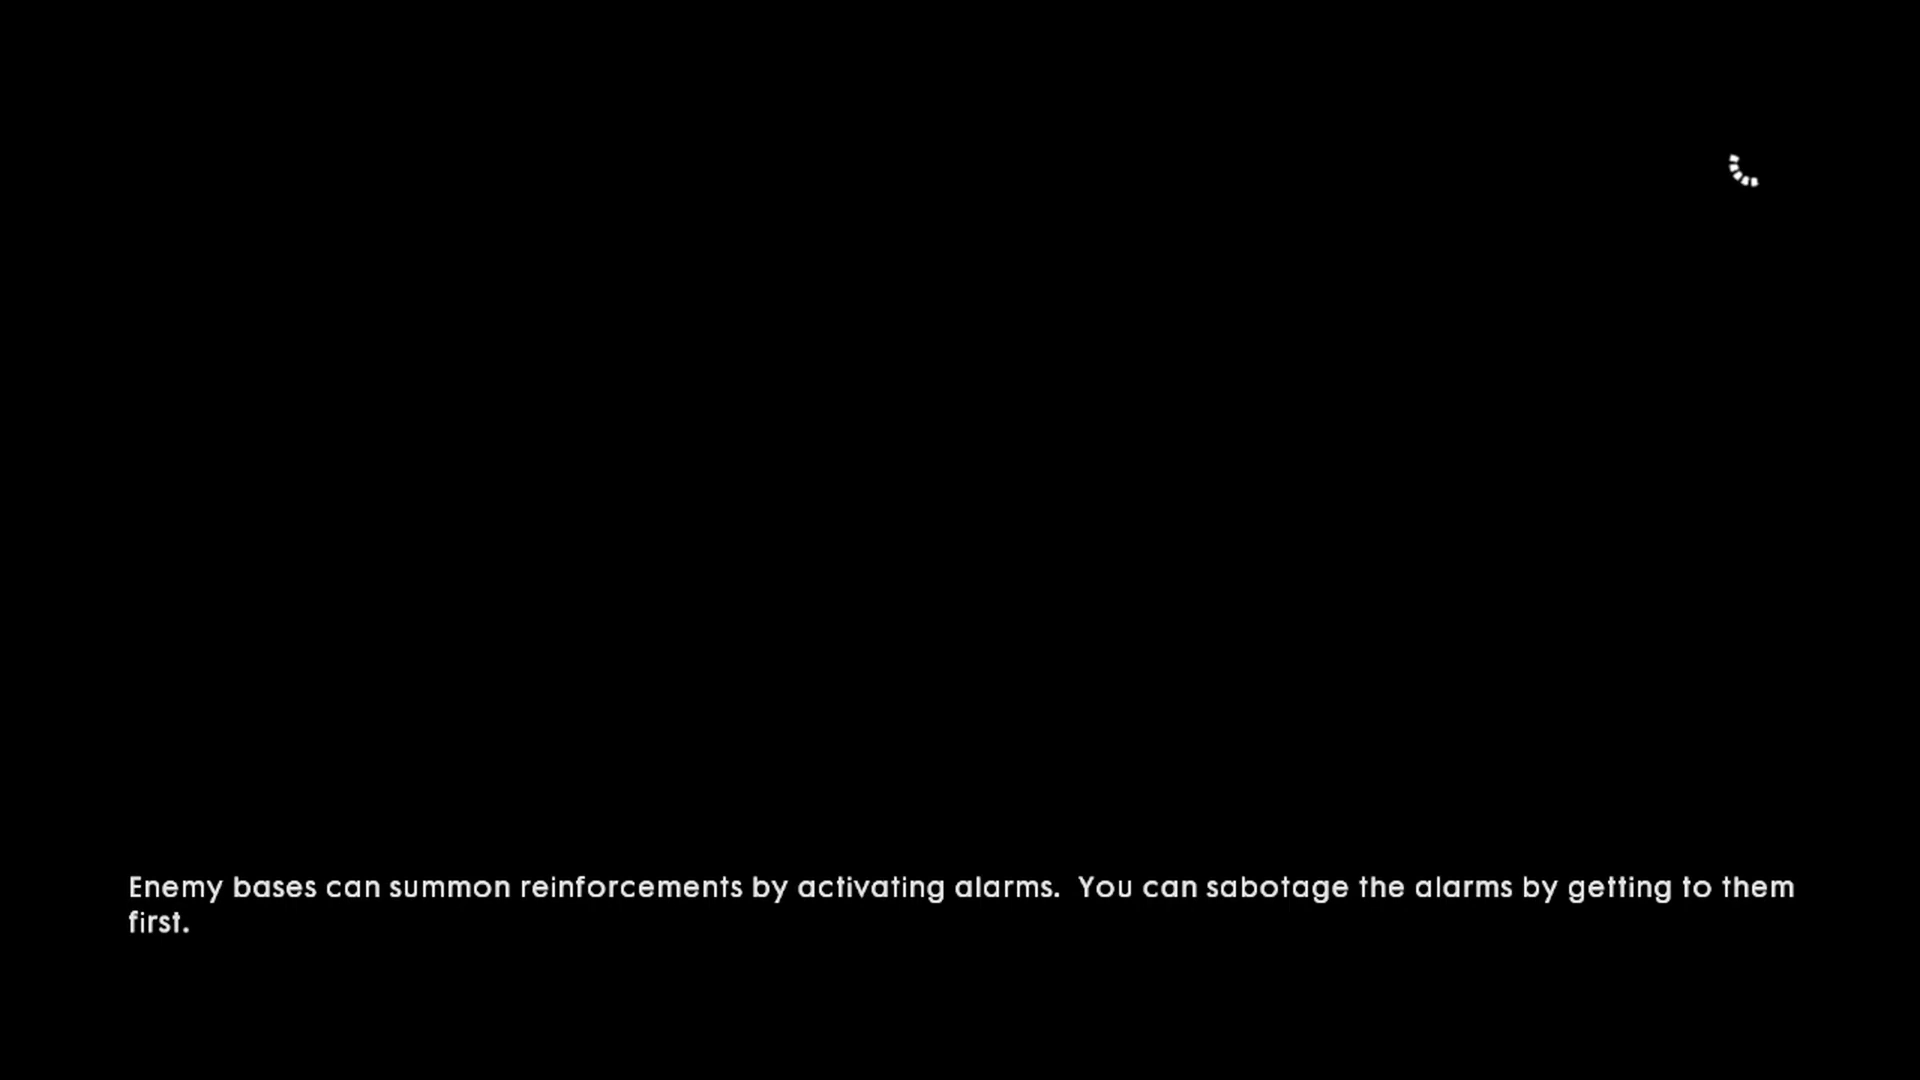 Enemy bases can summon reinforcements by activating alarms.  You can sabotage the alarms by getting to them
first.